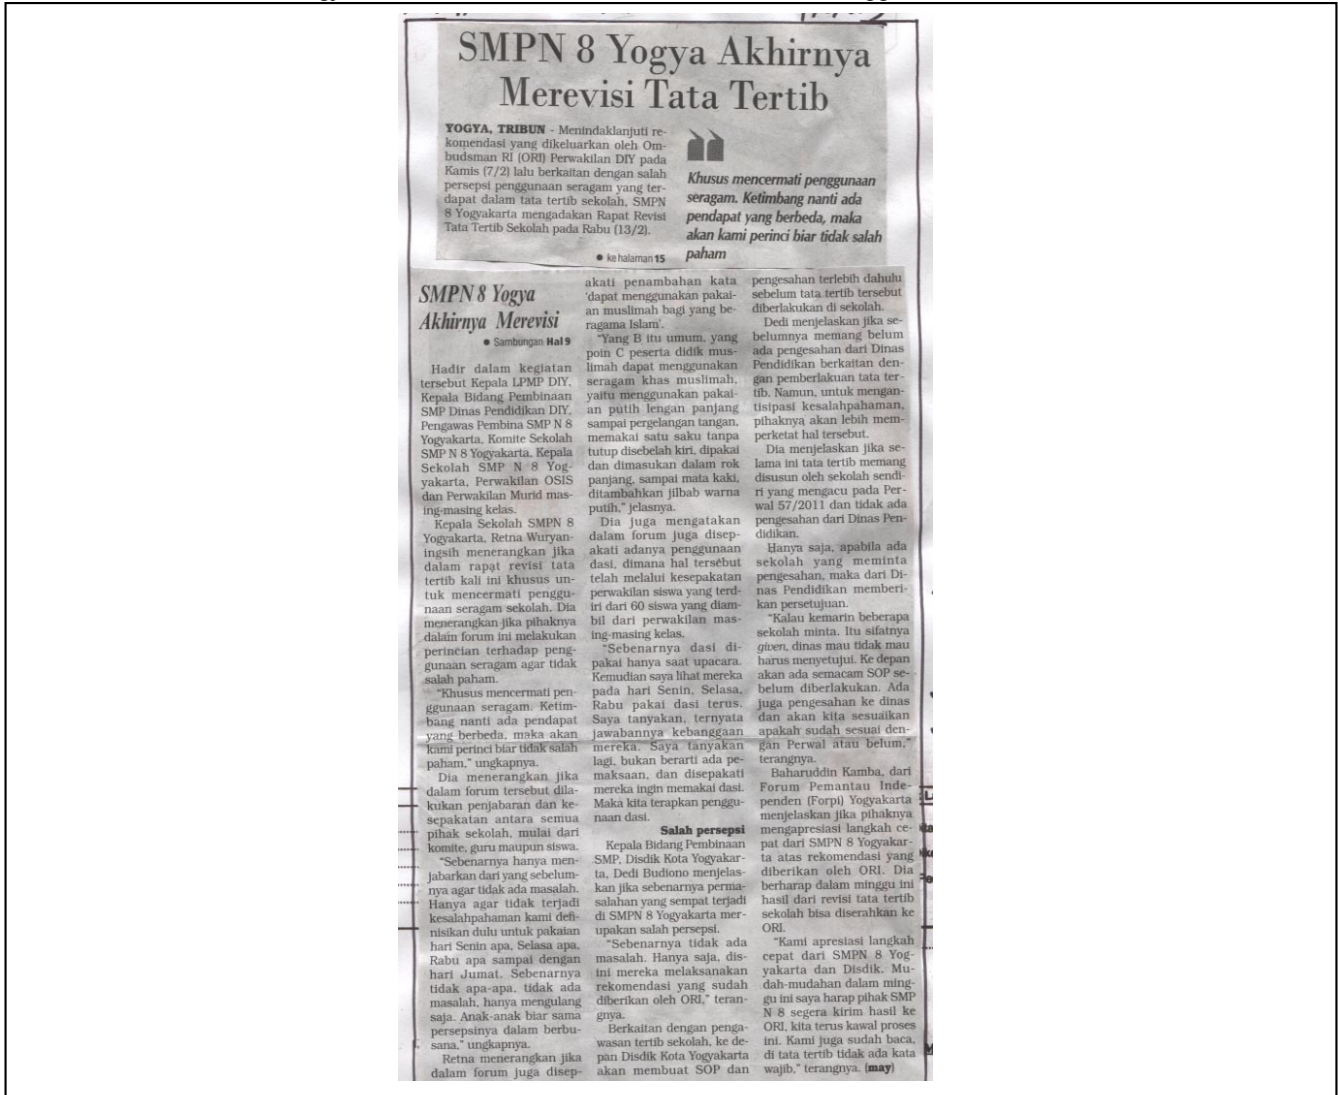 SMPN 8 Yogya Akhirnya
Merevisi Tata Tertib
YOGYA, TRIBUN - Menindaklanjuti re-
komendasi yang dikeluarkan oleh Om-
budsman RI (ORI) Perwakilan DIY pada
Kamis (7/2) lalu berkaitan dengan salah
persepsi penggunaan seragam yang ter-
dapat dalam tata tertib sekolah, SMPN
8 Yogyakarta mengadakan Rapat Revisi
Tata Tertib Sekolah pada Rabu (13/2).
● ke halaman 15
Khusus mencermati penggunaan
seragam. Ketimbang nanti ada
pendapat yang berbeda, maka
akan kami perinci biar tidak salah
paham
SMPN 8 Yogya
Akhirnya Merevisi
● Sambungan Hal 9
Hadir dalam kegiatan
tersebut Kepala LPMP DIY,
Kepala Bidang Pembinaan
SMP Dinas Pendidikan DIY,
Pengawas Pembina SMP N 8
Yogyakarta, Komite Sekolah
SMP N 8 Yogyakarta, Kepala
Sekolah SMP N 8 Yog-
yakarta, Perwakilan OSIS
dan Perwakilan Murid mas-
ing-masing kelas.
Kepala Sekolah SMPN 8
Yogyakarta, Retna Wuryan-
ingsih menerangkan jika
dalam rapat revisi tata
tertib kali ini khusus un-
tuk mencermati penggu-
naan seragam sekolah. Dia
menerangkan jika pihaknya
dalam forum ini melakukan
perincian terhadap peng-
gunaan seragam agar tidak
salah paham.
"Khusus mencermati pen-
ggunaan seragam. Ketim-
bang nanti ada pendapat
yang berbeda, maka akan
kami perinci biar tidak salah
paham," ungkapnya.
Dia menerangkan jika
dalam forum tersebut dila-
kukan penjabaran dan ke-
sepakatan antara semua
pihak sekolah, mulai dari
komite, guru maupun siswa.
"Sebenarnya hanya men-
jabarkan dari yang sebelum-
nya agar tidak ada masalah.
Hanya agar tidak terjadi
kesalahpahaman kami defi-
nisikan dulu untuk pakaian
hari Senin apa, Selasa apa,
Rabu apa sampai dengan
hari Jumat. Sebenarnya
tidak apa-apa, tidak ada
masalah, hanya mengulang
saja. Anak-anak biar sama
persepsinya dalam berbu-
sana," ungkapnya.
Retna menerangkan jika
dalam forum juga disep-
akati penambahan kata
'dapat menggunakan pakai-
an muslimah bagi yang be-
ragama Islam'.
"Yang B itu umum, yang
poin C peserta didik mus-
limah dapat menggunakan
seragam khas muslimah,
yaitu menggunakan pakai-
an putih lengan panjang
sampai pergelangan tangan,
memakai satu saku tanpa
tutup disebelah kiri, dipakai
dan dimasukan dalam rok
panjang, sampai mata kaki,
ditambahkan jilbab warna
putih," jelasnya.
Dia juga mengatakan
dalam forum juga disep-
akati adanya penggunaan
dasi, dimana hal tersebut
telah melalui kesepakatan
perwakilan siswa yang terd-
iri dari 60 siswa yang diam-
bil dari perwakilan mas-
ing-masing kelas.
"Sebenarnya dasi di-
pakai hanya saat upacara.
Kemudian saya lihat mereka
pada hari Senin, Selasa,
Rabu pakai dasi terus.
Saya tanyakan, ternyata
jawabannya kebanggaan
mereka. Saya tanyakan
lagi, bukan berarti ada pe-
maksaan, dan disepakati
mereka ingin memakai dasi.
Maka kita terapkan penggu-
naan dasi.
Salah persepsi
Kepala Bidang Pembinaan
SMP, Disdik Kota Yogyakar-
ta, Dedi Budiono menjelas-
kan jika sebenarnya perma-
salahan yang sempat terjadi
di SMPN 8 Yogyakarta mer-
upakan salah persepsi.
"Sebenarnya tidak ada
masalah. Hanya saja, dis-
ini mereka melaksanakan
rekomendasi yang sudah
diberikan oleh ORI," teran-
gnya.
Berkaitan dengan penga-
wasan tertib sekolah, ke de-
pan Disdik Kota Yogyakarta
akan membuat SOP dan
pengesahan terlebih dahulu
sebelum tata tertib tersebut
diberlakukan di sekolah.
Dedi menjelaskan jika se-
belumnya memang belum
ada pengesahan dari Dinas
Pendidikan berkaitan den-
gan pemberlakuan tata ter-
tib. Namun, untuk mengan-
tisipasi kesalahpahaman,
pihaknya akan lebih mem-
perketat hal tersebut.
Dia menjelaskan jika se-
lama ini tata tertib memang
disusun oleh sekolah sendi-
ri yang mengacu pada Per-
wal 57/2011 dan tidak ada
pengesahan dari Dinas Pen-
didikan.
Hanya saja, apabila ada
sekolah yang meminta
pengesahan, maka dari Di-
nas Pendidikan memberi-
kan persetujuan.
"Kalau kemarin beberapa
sekolah minta. Itu sifatnya
given, dinas mau tidak mau
harus menyetujui. Ke depan
akan ada semacam SOP se-
belum diberlakukan. Ada
juga pengesahan ke dinas
dan akan kita sesuaikan
apakah sudah sesuai den-
gan Perwal atau belum,"
terangnya.
Baharuddin Kamba, dari
Forum Pemantau Inde-
penden (Forpi) Yogyakarta
menjelaskan jika pihaknya
mengapresiasi langkah ce-
pat dari SMPN 8 Yogyakar-
ta atas rekomendasi yang
diberikan oleh ORI. Dia
berharap dalam minggu ini
hasil dari revisi tata tertib
sekolah bisa diserahkan ke
ORI.
"Kami apresiasi langkah
cepat dari SMPN 8 Yog-
yakarta dan Disdik. Mu-
dah-mudahan dalam ming-
gu ini saya harap pihak SMP
N 8 segera kirim hasil ke
ORI, kita terus kawal proses
ini. Kami juga sudah baca,
di tata tertib tidak ada kata
wajib," terangnya. (may)